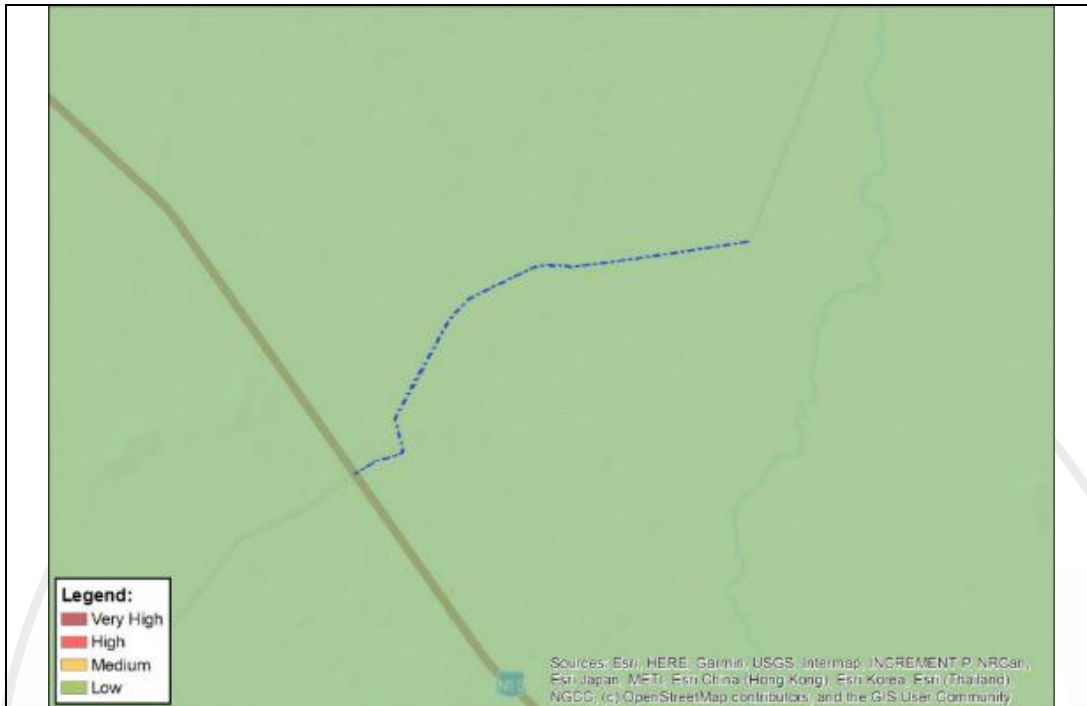 Legend:
Very High
High
Medium
Low
Sources: Esri, HERE, Garmin, USGS, Intermap, INCREMENT P, NRCan,
Esri Japan, METI, Esri China (Hong Kong), Esri Korea, Esri (Thailand),
NGCC, (c) OpenStreetMap contributors, and the GIS User Community